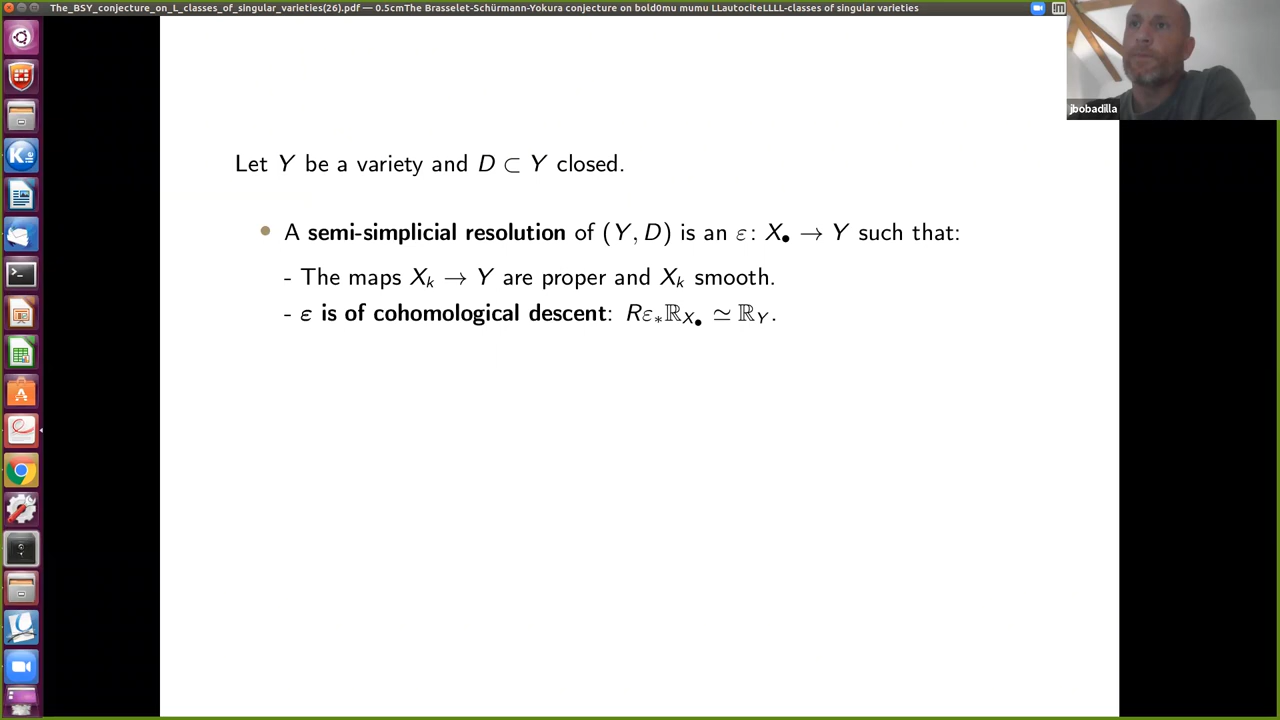 The_BSY_conjecture_on_L_classes_of_singular_varieties(26).pdf — 0.5cmThe Brasselet-Schürmann-Yokura conjecture on bold0mu mumu LLautociteLLLL-classes of singular varieties
jbobadilla
Let Y be a variety and D ⊂ Y closed.
• A semi-simplicial resolution of (Y, D) is an ε: X• → Y such that:
- The maps Xₖ → Y are proper and Xₖ smooth.
- ε is of cohomological descent: Rε∗ℝ_X• ≃ ℝ_Y.